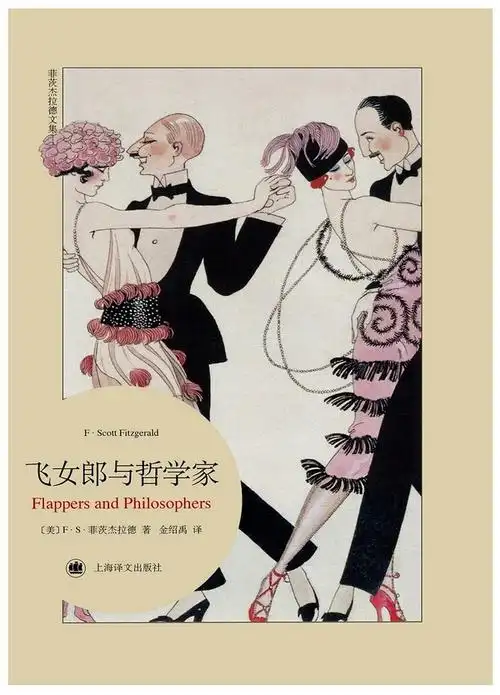 菲茨杰拉德文集
F · Scott Fitzgerald
飞女郎与哲学家
Flappers and Philosophers
〔美〕F · S · 菲茨杰拉德 著 金绍禹 译
上海译文出版社